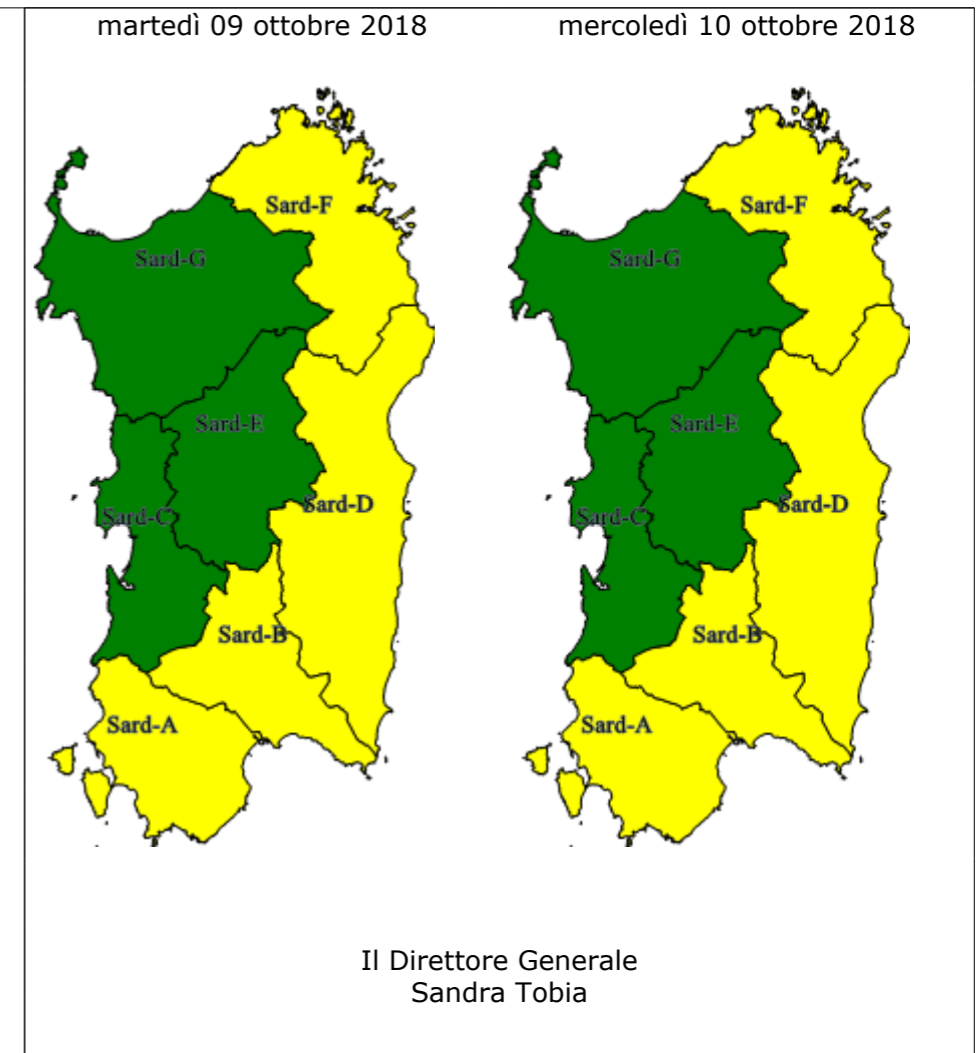 martedì 09 ottobre 2018
Sard-F
Sard-G
Sard-E
Sard-D
Sard-C
Sard-B
Sard-A
mercoledì 10 ottobre 2018
Sard-F
Sard-G
Sard-E
Sard-D
Sard-C
Sard-B
Sard-A
Il Direttore Generale
Sandra Tobia